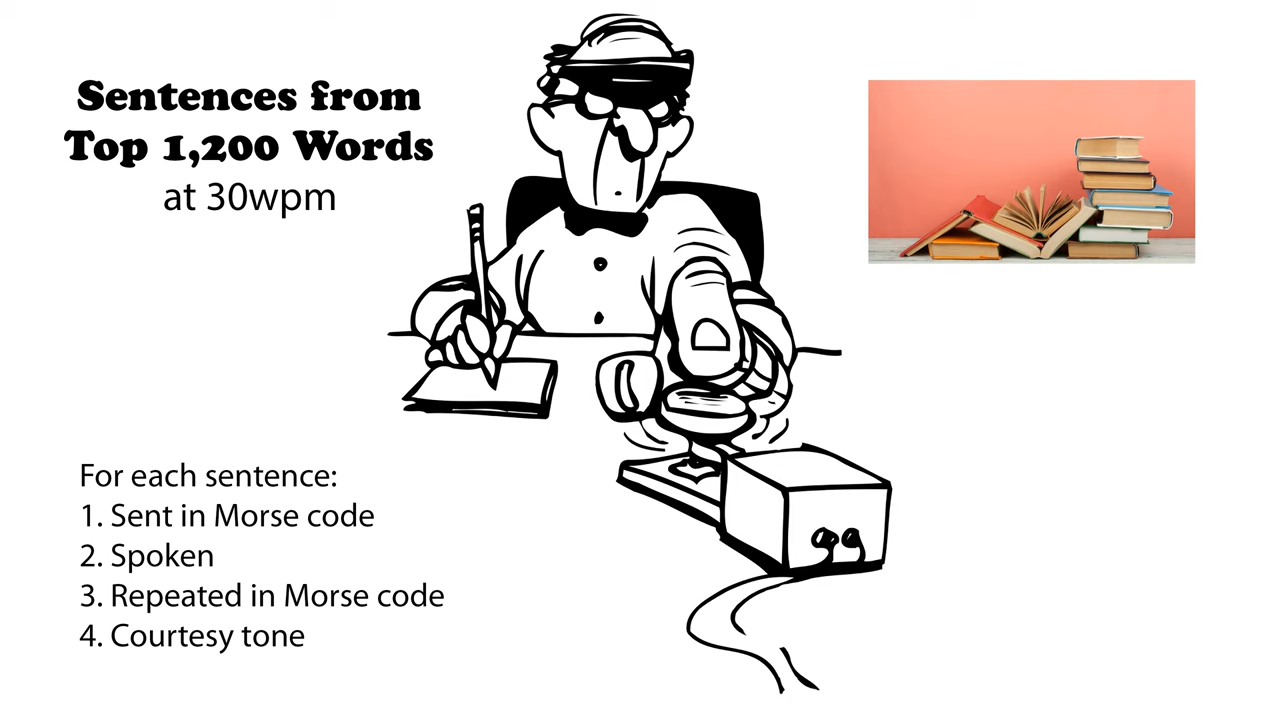 Sentences from
Top 1,200 Words
at 30wpm
For each sentence:
1. Sent in Morse code
2. Spoken
3. Repeated in Morse code
4. Courtesy tone